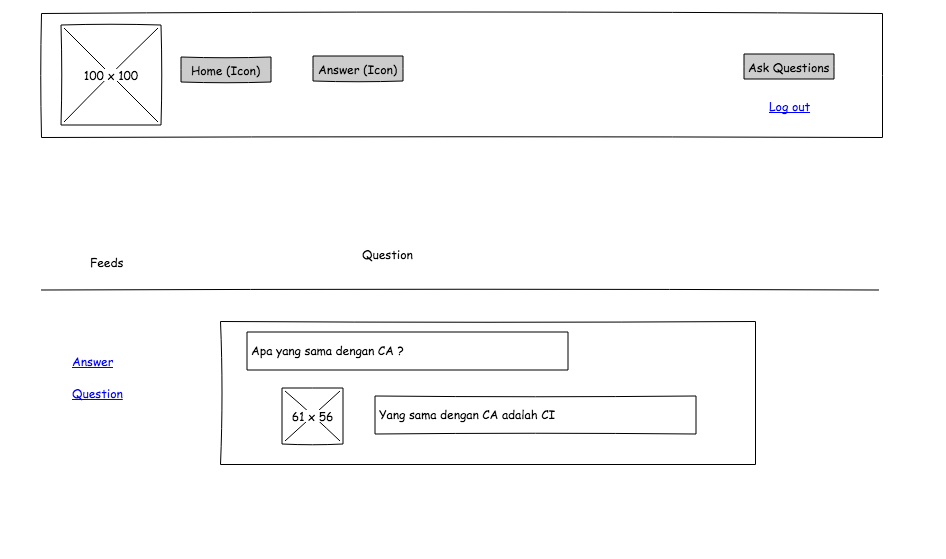 100 x 100
Home (Icon)
Answer (Icon)
Ask Questions
Log out
Feeds
Question
Answer
Question
Apa yang sama dengan CA ?
61 x 56
Yang sama dengan CA adalah CI